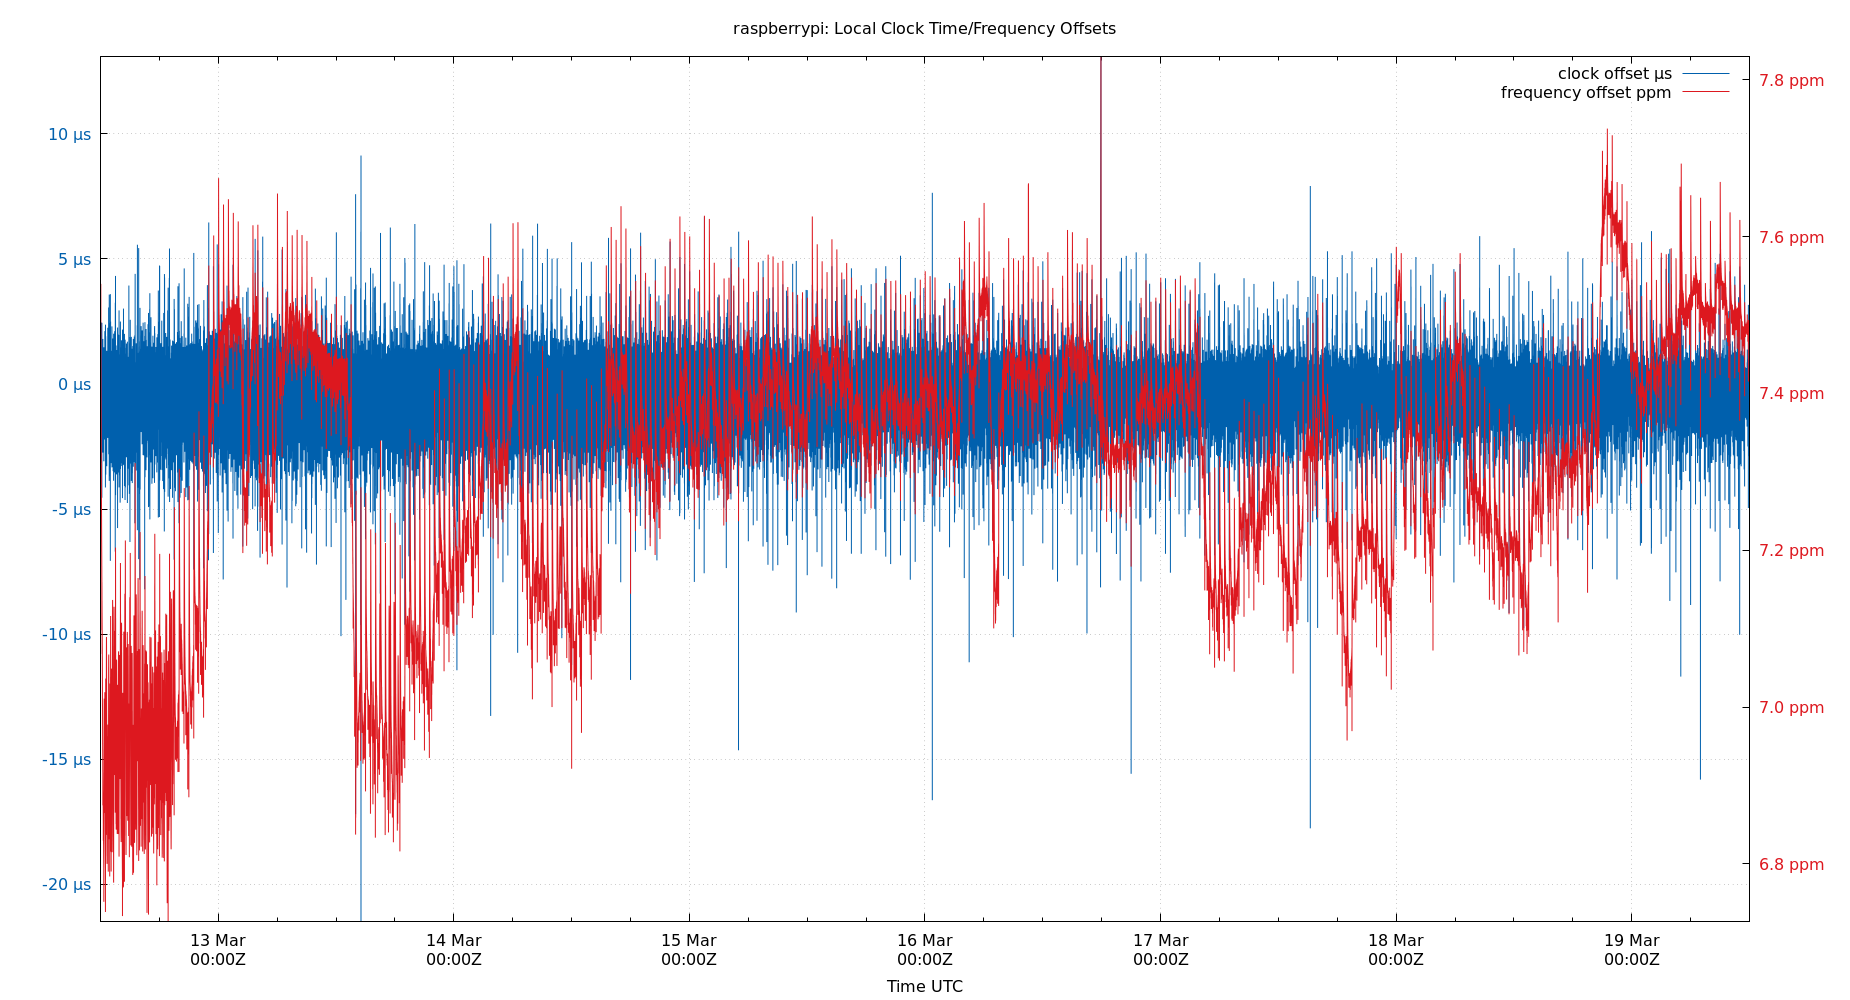 raspberrypi: Local Clock Time/Frequency Offsets
clock offset µs
frequency offset ppm
10 µs
5 µs
0 µs
-5 µs
-10 µs
-15 µs
-20 µs
7.8 ppm
7.6 ppm
7.4 ppm
7.2 ppm
7.0 ppm
6.8 ppm
13 Mar
00:00Z
14 Mar
00:00Z
15 Mar
00:00Z
16 Mar
00:00Z
17 Mar
00:00Z
18 Mar
00:00Z
19 Mar
00:00Z
Time UTC